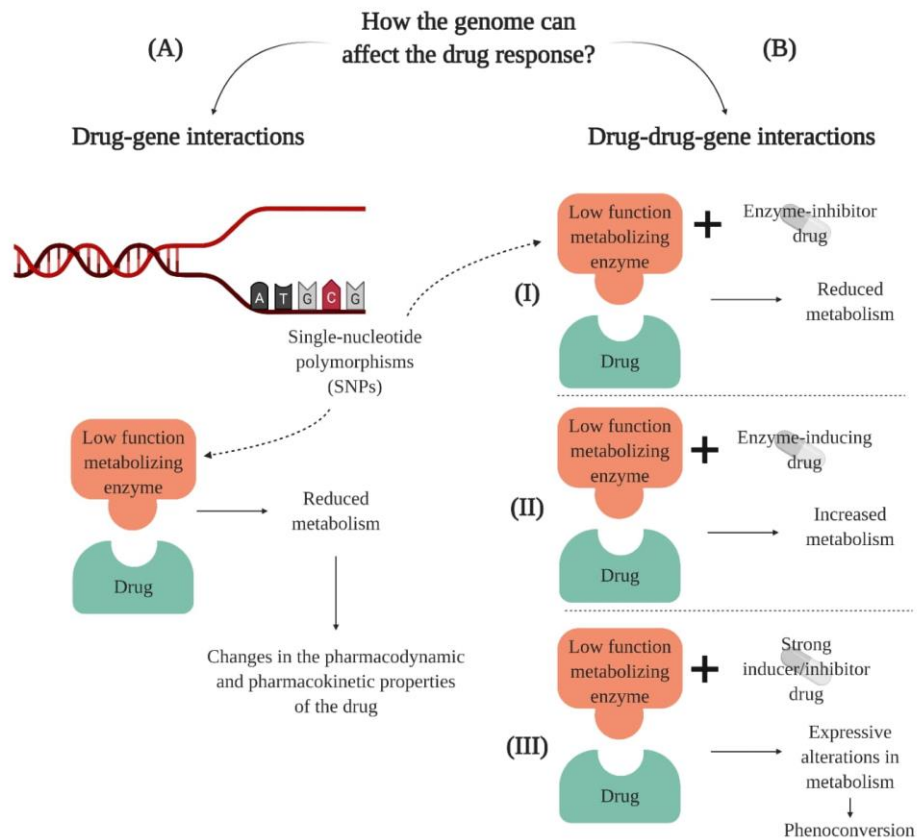 How the genome can
affect the drug response?
(A)
Drug-gene interactions
A T G C G
Single-nucleotide
polymorphisms
(SNPs)
Low function
metabolizing
enzyme
Drug
Reduced
metabolism
Changes in the pharmacodynamic
and pharmacokinetic properties
of the drug
(B)
Drug-drug-gene interactions
(I)
Low function
metabolizing
enzyme
+
Enzyme-inhibitor
drug
Drug
Reduced
metabolism
(II)
Low function
metabolizing
enzyme
+
Enzyme-inducing
drug
Drug
Increased
metabolism
(III)
Low function
metabolizing
enzyme
+
Strong
inducer/inhibitor
drug
Drug
Expressive
alterations in
metabolism
Phenoconversion